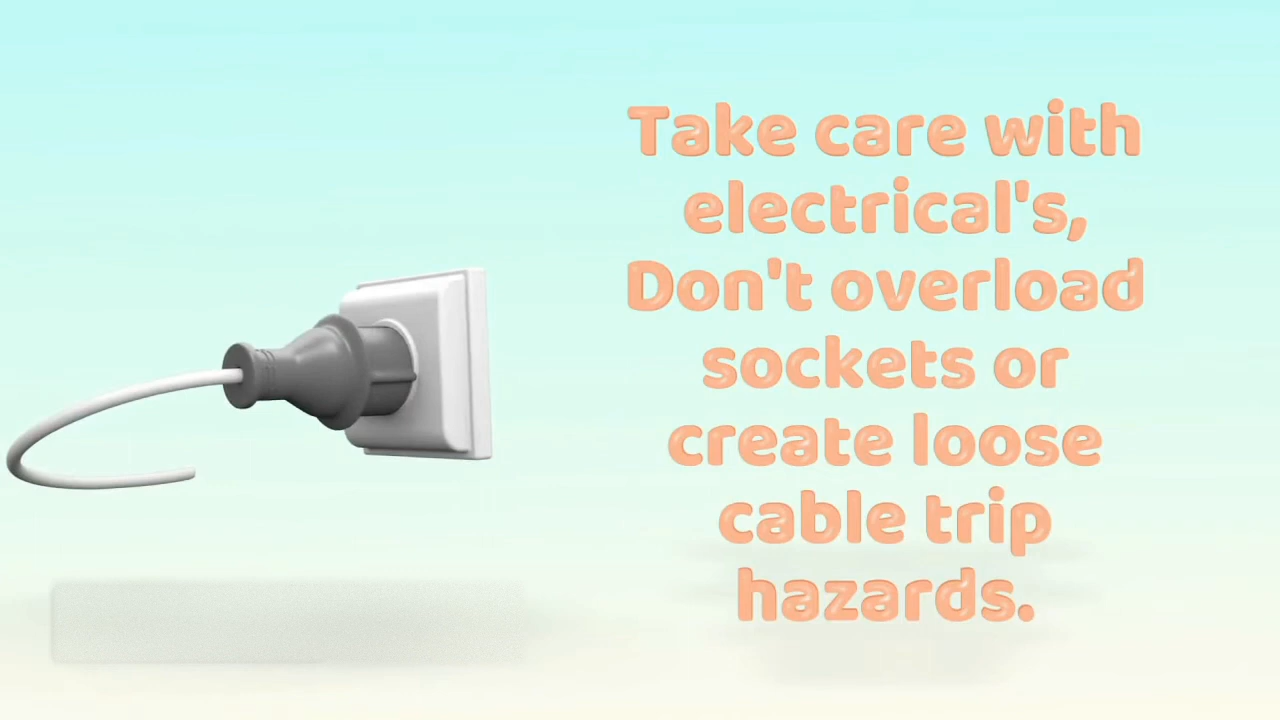 Take care with
electrical's,
Don't overload
sockets or
create loose
cable trip
hazards.